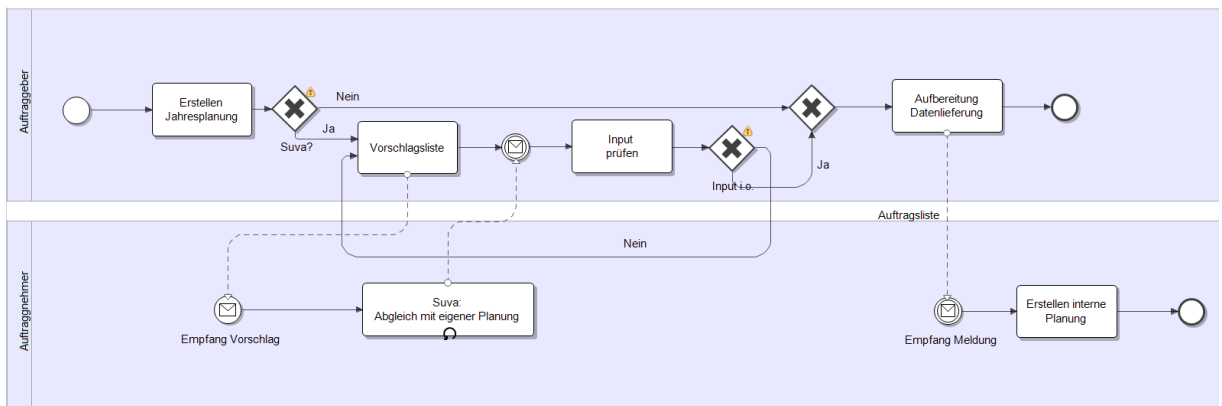 Auftraggeber
Erstellen
Jahresplanung
Nein
Ja
Suva?
Vorschlagsliste
Input
prüfen
Input i.o.
Ja
Aufbereitung
Datenlieferung
Auftragsliste
Nein
Auftraggnehmer
Empfang Vorschlag
Suva:
Abgleich mit eigener Planung
Empfang Meldung
Erstellen interne
Planung